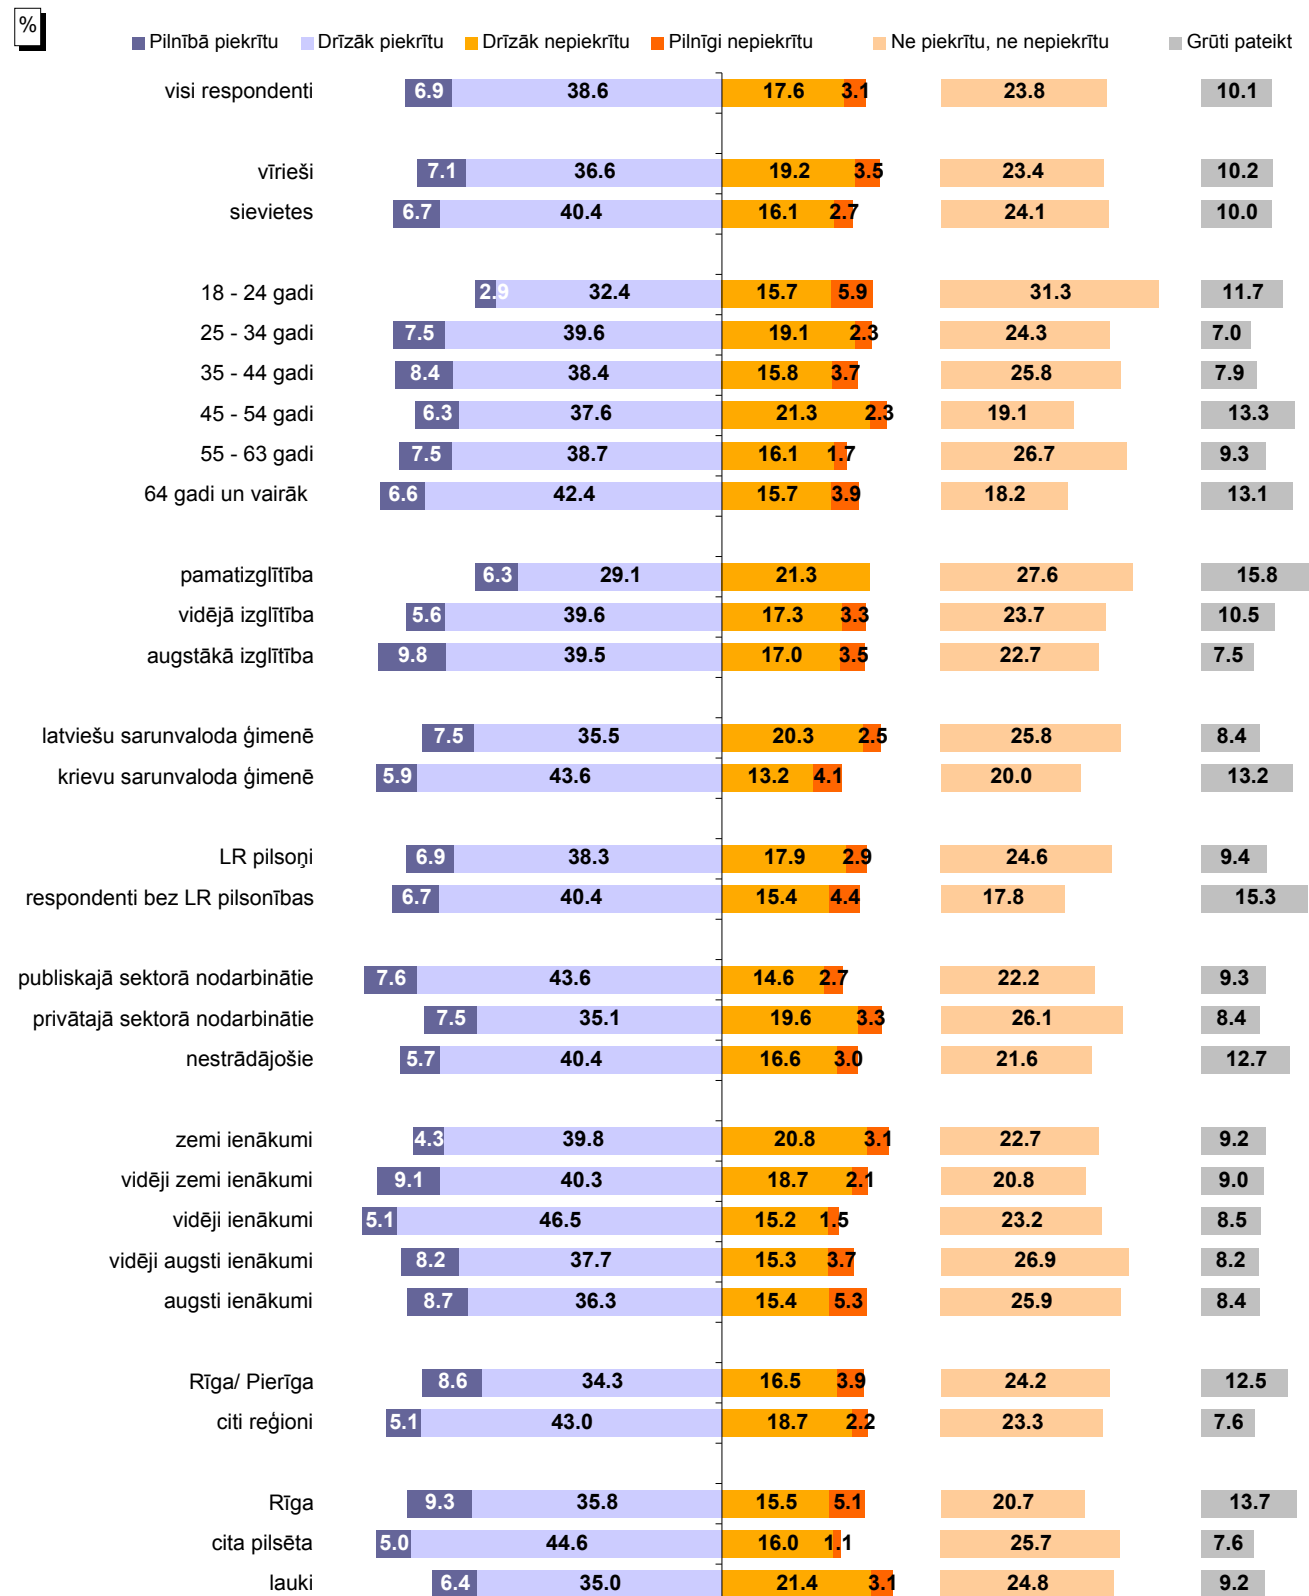 %
Pilnībā piekrītu Drīzāk piekrītu Drīzāk nepiekrītu Pilnīgi nepiekrītu Ne piekrītu, ne nepiekrītu Grūti pateikt
visi respondenti 6.9 38.6 17.6 3.1 23.8 10.1
vīrieši 7.1 36.6 19.2 3.5 23.4 10.2
sievietes 6.7 40.4 16.1 2.7 24.1 10.0
18 - 24 gadi 2.9 32.4 15.7 5.9 31.3 11.7
25 - 34 gadi 7.5 39.6 19.1 2.3 24.3 7.0
35 - 44 gadi 8.4 38.4 15.8 3.7 25.8 7.9
45 - 54 gadi 6.3 37.6 21.3 2.3 19.1 13.3
55 - 63 gadi 7.5 38.7 16.1 1.7 26.7 9.3
64 gadi un vairāk 6.6 42.4 15.7 3.9 18.2 13.1
pamatizglītība 6.3 29.1 21.3 27.6 15.8
vidējā izglītība 5.6 39.6 17.3 3.3 23.7 10.5
augstākā izglītība 9.8 39.5 17.0 3.5 22.7 7.5
latviešu sarunvaloda ģimenē 7.5 35.5 20.3 2.5 25.8 8.4
krievu sarunvaloda ģimenē 5.9 43.6 13.2 4.1 20.0 13.2
LR pilsoņi 6.9 38.3 17.9 2.9 24.6 9.4
respondenti bez LR pilsonības 6.7 40.4 15.4 4.4 17.8 15.3
publiskajā sektorā nodarbinātie 7.6 43.6 14.6 2.7 22.2 9.3
privātajā sektorā nodarbinātie 7.5 35.1 19.6 3.3 26.1 8.4
nestrādājošie 5.7 40.4 16.6 3.0 21.6 12.7
zemi ienākumi 4.3 39.8 20.8 3.1 22.7 9.2
vidēji zemi ienākumi 9.1 40.3 18.7 2.1 20.8 9.0
vidēji ienākumi 5.1 46.5 15.2 1.5 23.2 8.5
vidēji augsti ienākumi 8.2 37.7 15.3 3.7 26.9 8.2
augsti ienākumi 8.7 36.3 15.4 5.3 25.9 8.4
Rīga/ Pierīga 8.6 34.3 16.5 3.9 24.2 12.5
citi reģioni 5.1 43.0 18.7 2.2 23.3 7.6
Rīga 9.3 35.8 15.5 5.1 20.7 13.7
cita pilsēta 5.0 44.6 16.0 1.1 25.7 7.6
lauki 6.4 35.0 21.4 3.1 24.8 9.2